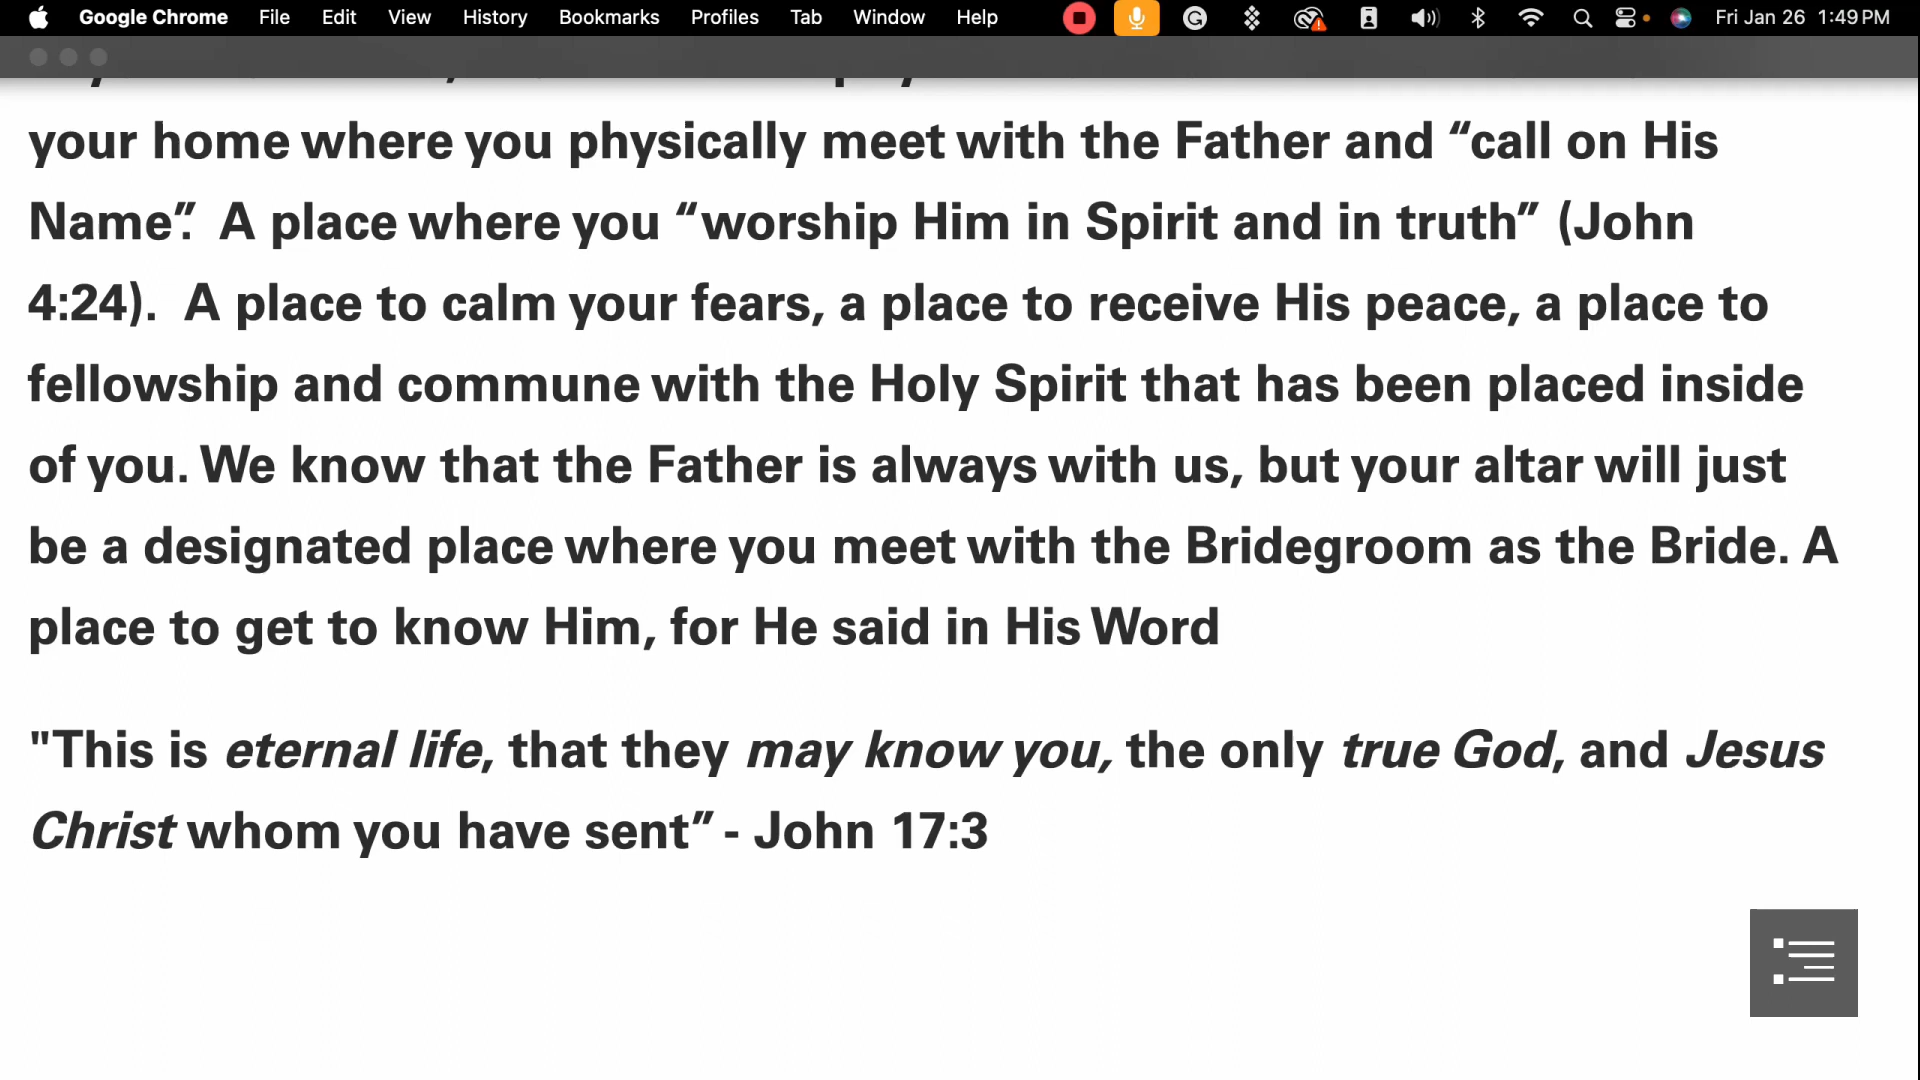 Google Chrome File Edit View History Bookmarks Profiles Tab Window Help Fri Jan 26 1:49 PM
your home where you physically meet with the Father and “call on His
Name”. A place where you “worship Him in Spirit and in truth” (John
4:24). A place to calm your fears, a place to receive His peace, a place to
fellowship and commune with the Holy Spirit that has been placed inside
of you. We know that the Father is always with us, but your altar will just
be a designated place where you meet with the Bridegroom as the Bride. A
place to get to know Him, for He said in His Word
"This is eternal life, that they may know you, the only true God, and Jesus
Christ whom you have sent” - John 17:3